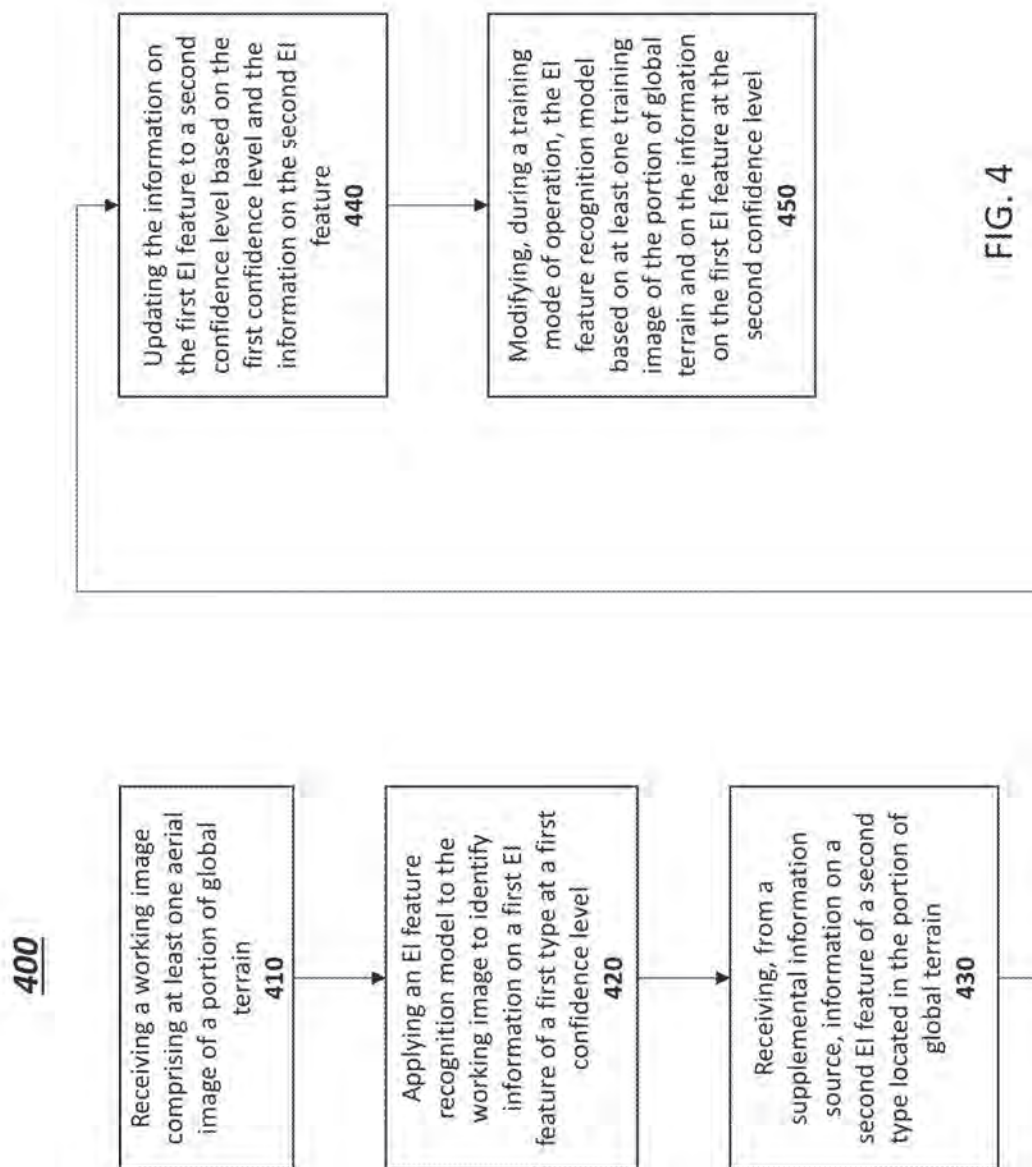 400
Receiving a working image
comprising at least one aerial
image of a portion of global
terrain
410
Applying an EI feature
recognition model to the
working image to identify
information on a first EI
feature of a first type at a first
confidence level
420
Receiving, from a
supplemental information
source, information on a
second EI feature of a second
type located in the portion of
global terrain
430
Updating the information on
the first EI feature to a second
confidence level based on the
first confidence level and the
information on the second EI
feature
440
Modifying, during a training
mode of operation, the EI
feature recognition model
based on at least one training
image of the portion of global
terrain and on the information
on the first EI feature at the
second confidence level
450
FIG. 4